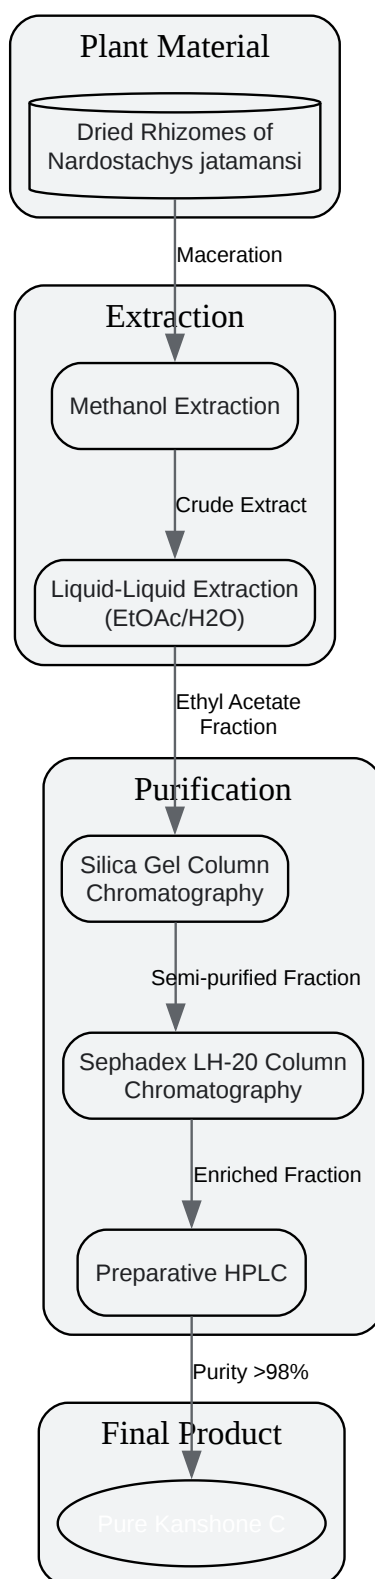 Plant Material
Dried Rhizomes of
Nardostachys jatamansi
Maceration
Extraction
Methanol Extraction
Crude Extract
Liquid-Liquid Extraction
(EtOAc/H2O)
Ethyl Acetate
Fraction
Purification
Silica Gel Column
Chromatography
Semi-purified Fraction
Sephadex LH-20 Column
Chromatography
Enriched Fraction
Preparative HPLC
Purity >98%
Final Product
Pure Kanshone C